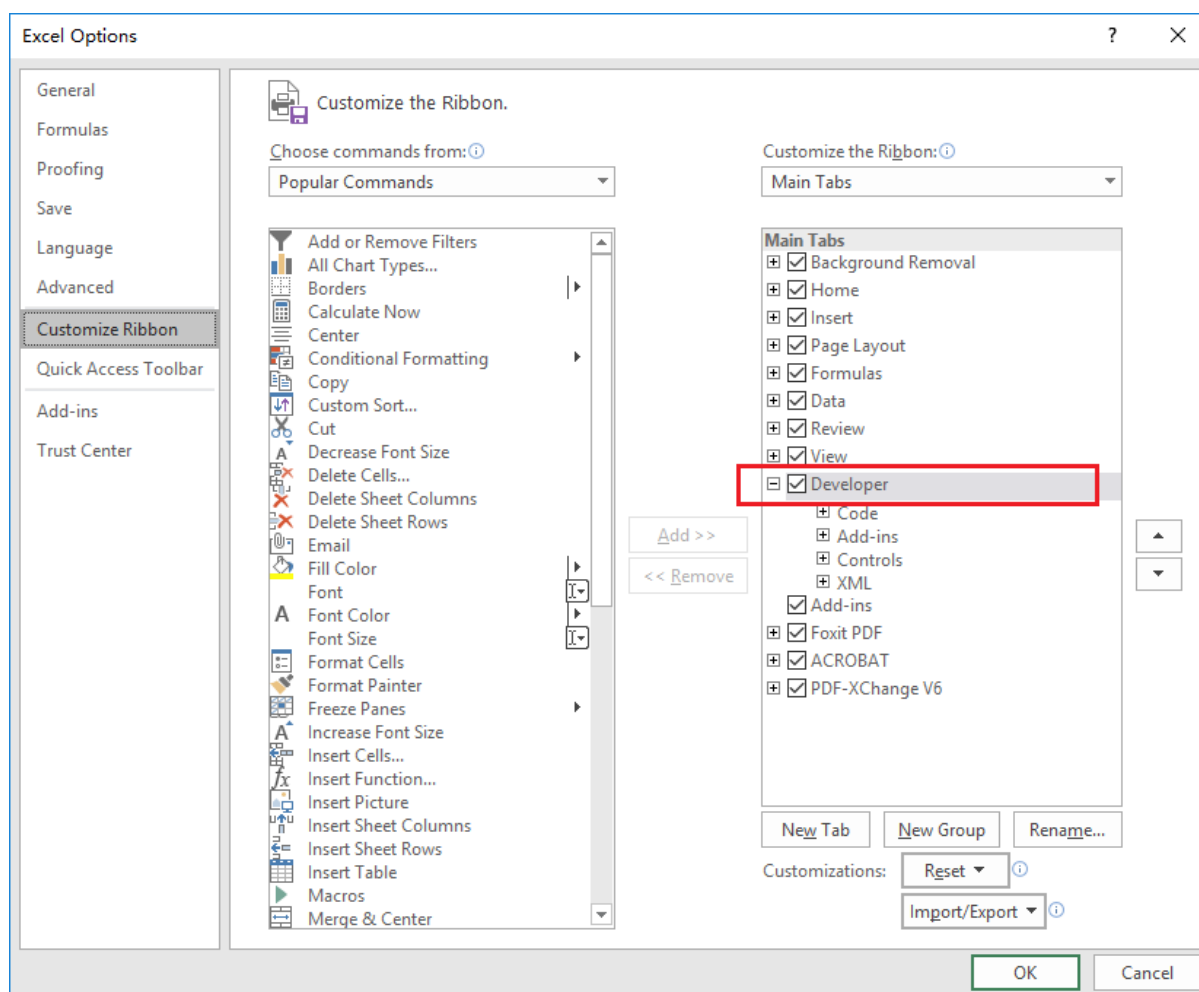 Excel Options
?
General
Formulas
Proofing
Save
Language
Advanced
Customize Ribbon
Quick Access Toolbar
Add-ins
Trust Center
Customize the Ribbon.
Choose commands from:
Popular Commands
Add or Remove Filters
All Chart Types...
Borders
Calculate Now
Center
Conditional Formatting
Copy
Custom Sort...
Cut
Decrease Font Size
Delete Cells...
Delete Sheet Columns
Delete Sheet Rows
Email
Fill Color
Font
Font Color
Font Size
Format Cells
Format Painter
Freeze Panes
Increase Font Size
Insert Cells...
Insert Function...
Insert Picture
Insert Sheet Columns
Insert Sheet Rows
Insert Table
Macros
Merge & Center
Add >>
<< Remove
Customize the Ribbon:
Main Tabs
Main Tabs
Background Removal
Home
Insert
Page Layout
Formulas
Data
Review
View
Developer
Code
Add-ins
Controls
XML
Add-ins
Foxit PDF
ACROBAT
PDF-XChange V6
New Tab
New Group
Rename...
Customizations:
Reset
Import/Export
OK
Cancel